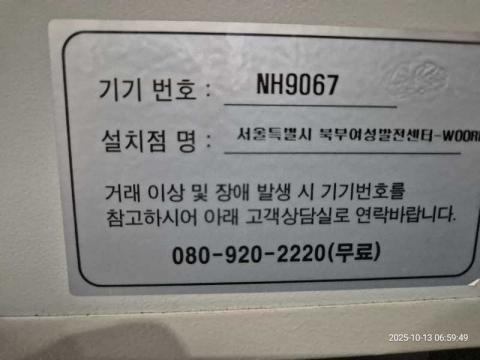 기기 번호 : NH9067
설치점 명 : 서울특별시 북부여성발전센터-WOORI
거래 이상 및 장애 발생 시 기기번호를
참고하시어 아래 고객상담실로 연락바랍니다.
080-920-2220(무료)
2025-10-13 06:59:49